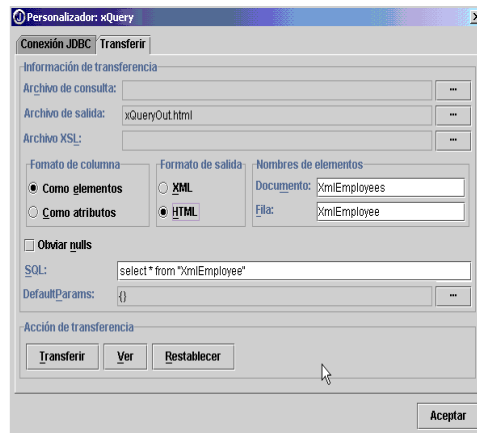 Personalizador: xQuery
Conexión JDBC Transferir
Información de transferencia
Archivo de consulta: ...
Archivo de salida: xQueryOut.html ...
Archivo XSL: ...
Fomato de columna Formato de salida Nombres de elementos
Como elementos XML Documento: XmlEmployees
Como atributos HTML Fila: XmlEmployee
Obviar nulls
SQL: select * from "XmlEmployee"
DefaultParams: {} ...
Acción de transferencia
Transferir Ver Restablecer
Aceptar